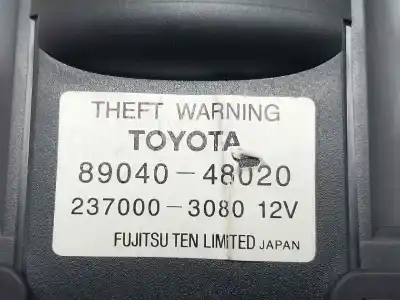 THEFT WARNING
TOYOTA
89040-48020
237000-3080 12V
FUJITSU TEN LIMITED JAPAN